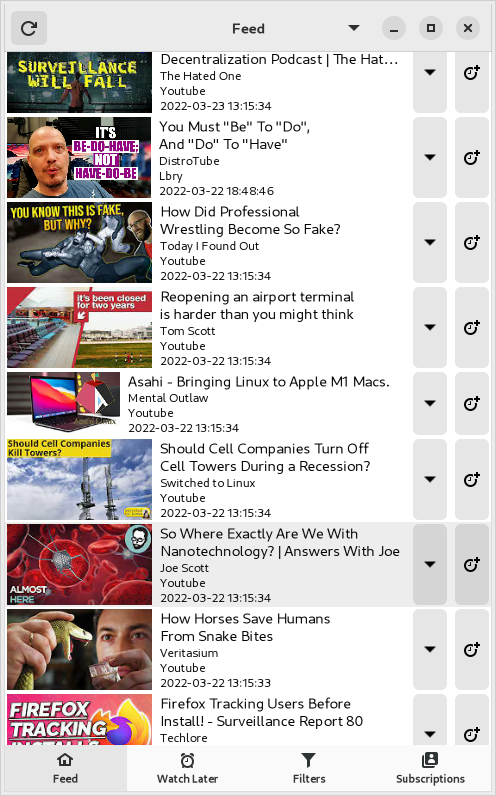 Feed
SURVEILLANCE
WILL FALL
Decentralization Podcast | The Hat…
The Hated One
Youtube
2022-03-23 13:15:34
IT'S
BE-DO-HAVE;
NOT
HAVE-DO-BE
You Must "Be" To "Do",
And "Do" To "Have"
DistroTube
Lbry
2022-03-22 18:48:46
YOU KNOW THIS IS FAKE,
BUT WHY?
How Did Professional
Wrestling Become So Fake?
Today I Found Out
Youtube
2022-03-22 13:15:34
it's been closed
for two years
Reopening an airport terminal
is harder than you might think
Tom Scott
Youtube
2022-03-22 13:15:34
Asahi Linux
Asahi - Bringing Linux to Apple M1 Macs.
Mental Outlaw
Youtube
2022-03-22 13:15:34
Should Cell Companies
Kill Towers?
Should Cell Companies Turn Off
Cell Towers During a Recession?
Switched to Linux
Youtube
2022-03-22 13:15:34
ALMOST
HERE
So Where Exactly Are We With
Nanotechnology? | Answers With Joe
Joe Scott
Youtube
2022-03-22 13:15:34
How Horses Save Humans
From Snake Bites
Veritasium
Youtube
2022-03-22 13:15:33
FIREFOX
TRACKING
INSTALLS
Firefox Tracking Users Before
Install! - Surveillance Report 80
Techlore
Feed
Watch Later
Filters
Subscriptions